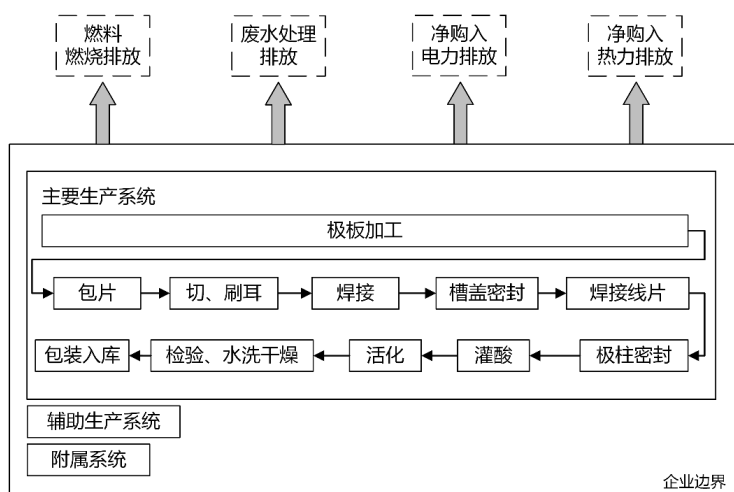 燃料
燃烧排放
废水处理
排放
净购入
电力排放
净购入
热力排放
主要生产系统
极板加工
包片
切、刷耳
焊接
槽盖密封
焊接线片
包装入库
检验、水洗干燥
活化
灌酸
极柱密封
辅助生产系统
附属系统
企业边界